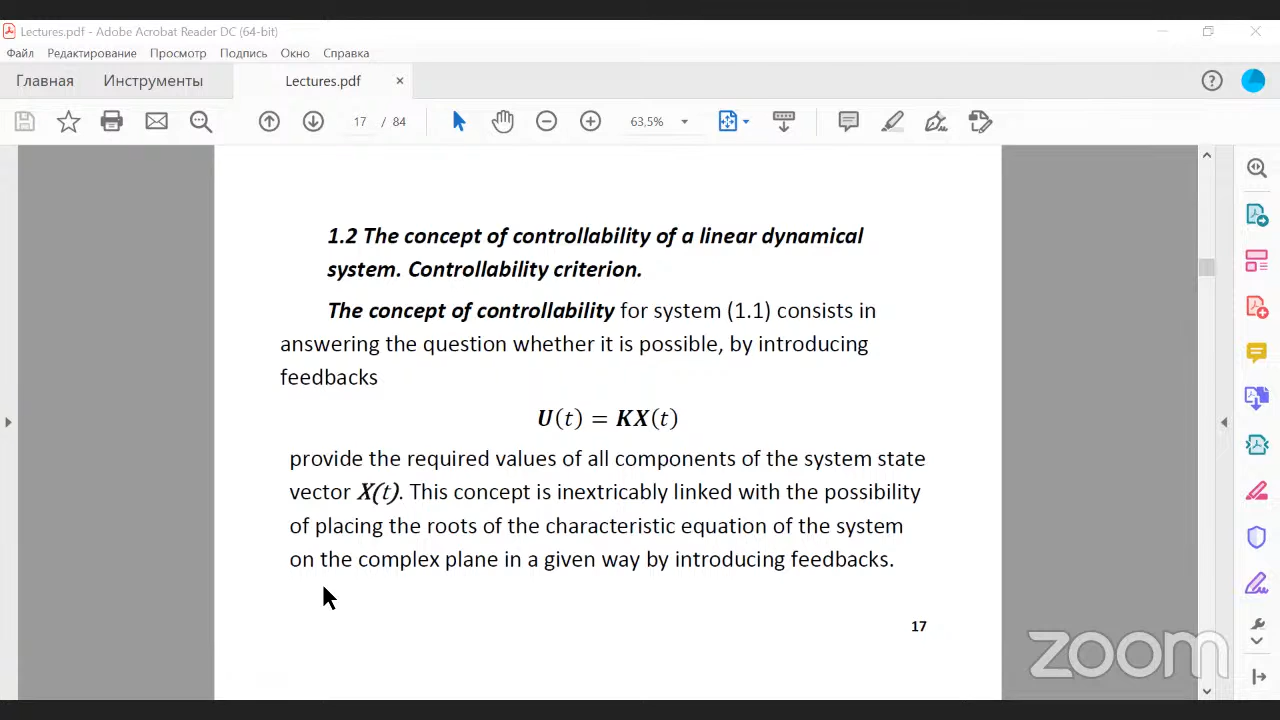 Lectures.pdf - Adobe Acrobat Reader DC (64-bit)
Файл Редактирование Просмотр Подпись Окно Справка
Главная Инструменты Lectures.pdf ×
17 / 84 63,5%
1.2 The concept of controllability of a linear dynamical
system. Controllability criterion.
The concept of controllability for system (1.1) consists in
answering the question whether it is possible, by introducing
feedbacks
U(t) = KX(t)
provide the required values of all components of the system state
vector X(t). This concept is inextricably linked with the possibility
of placing the roots of the characteristic equation of the system
on the complex plane in a given way by introducing feedbacks.
17
zoom